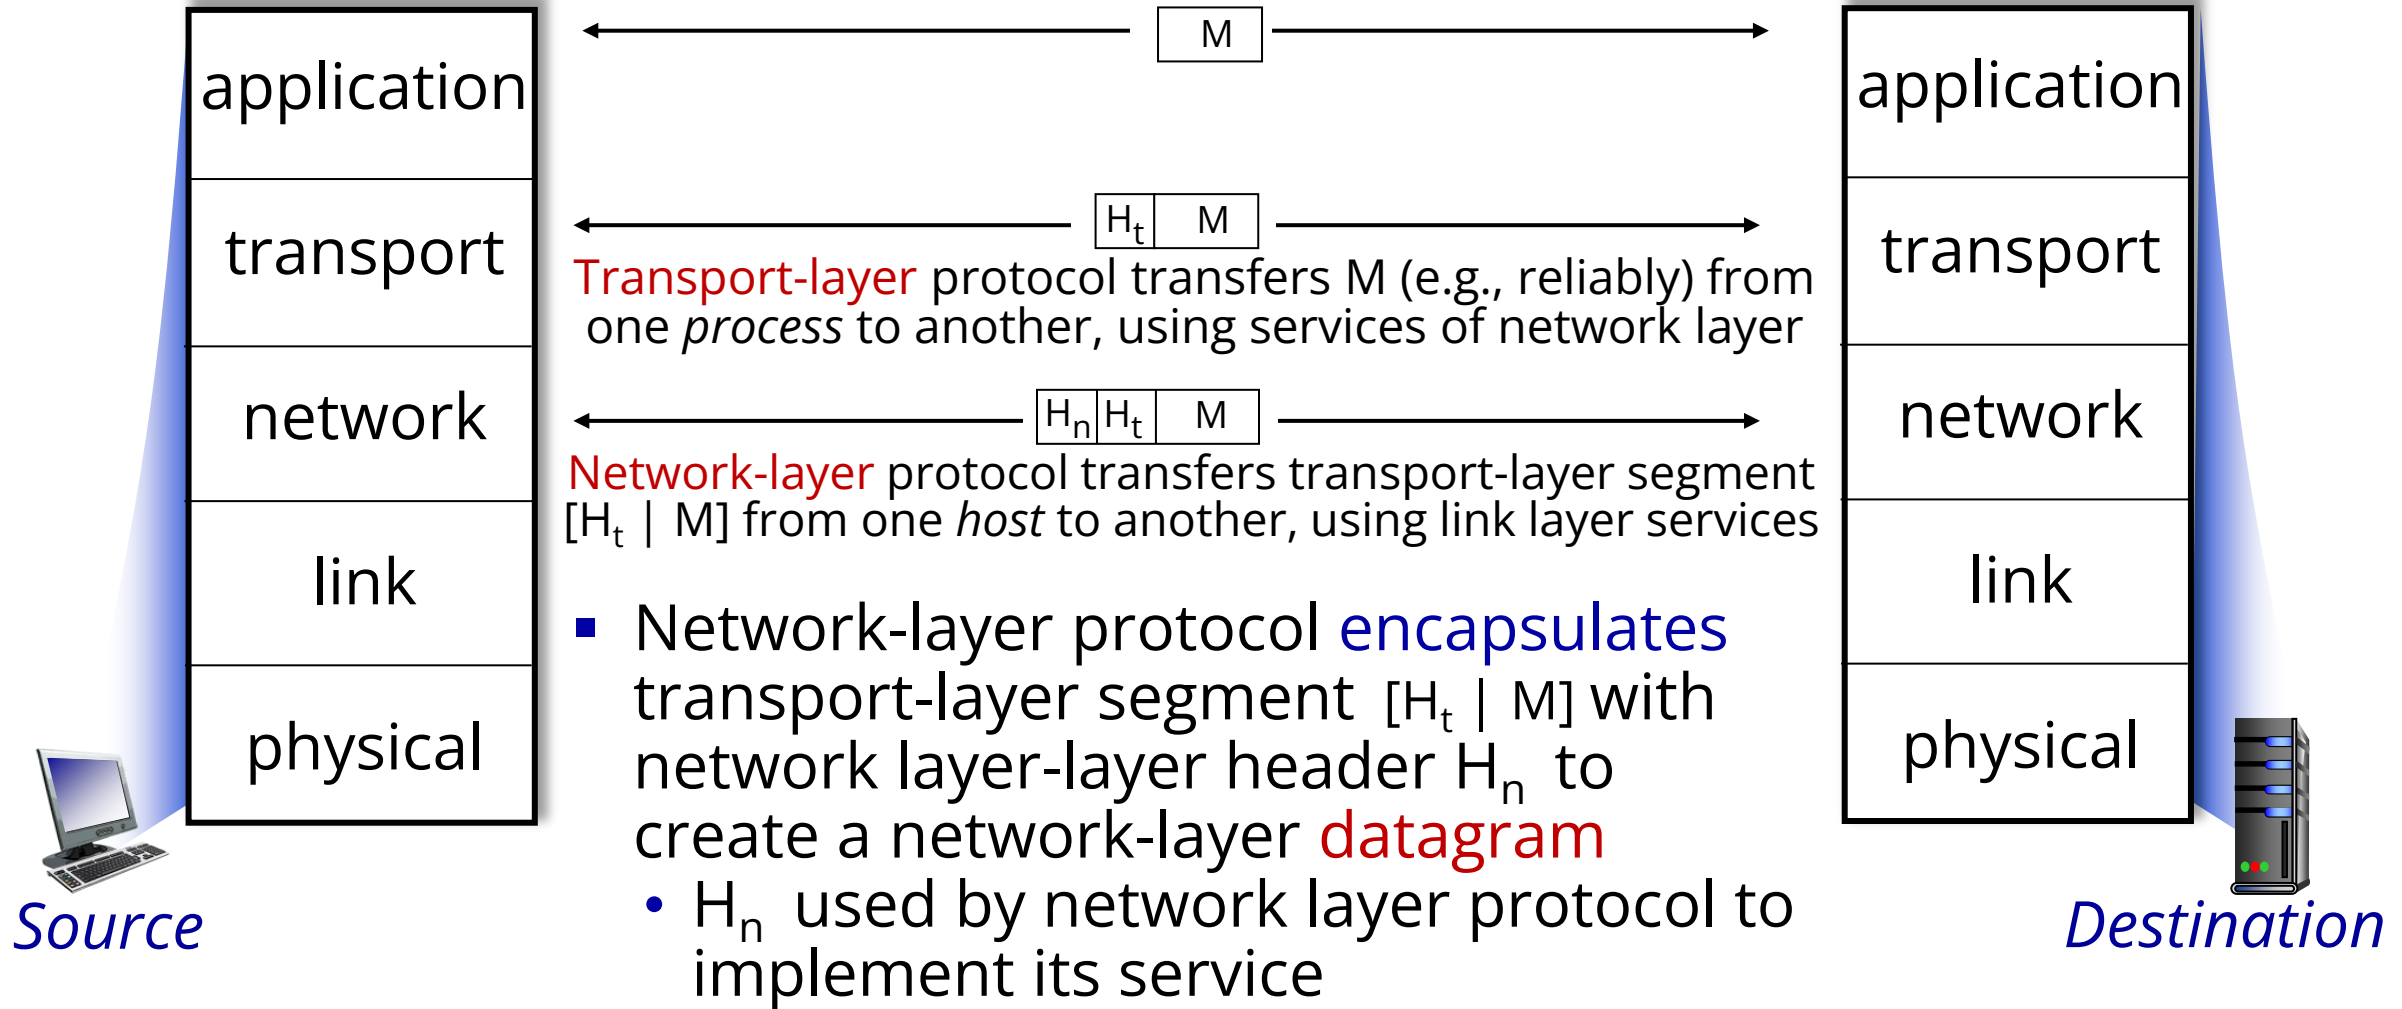 M
application
application
Ht M
transport
transport
Transport-layer protocol transfers M (e.g., reliably) from
one process to another, using services of network layer
Hn Ht M
network
network
Network-layer protocol transfers transport-layer segment
[Ht | M] from one host to another, using link layer services
link
link
Network-layer protocol encapsulates
transport-layer segment [Ht | M] with
network layer-layer header Hn to
create a network-layer datagram
physical
physical
• Hn used by network layer protocol to
implement its service
Source
Destination